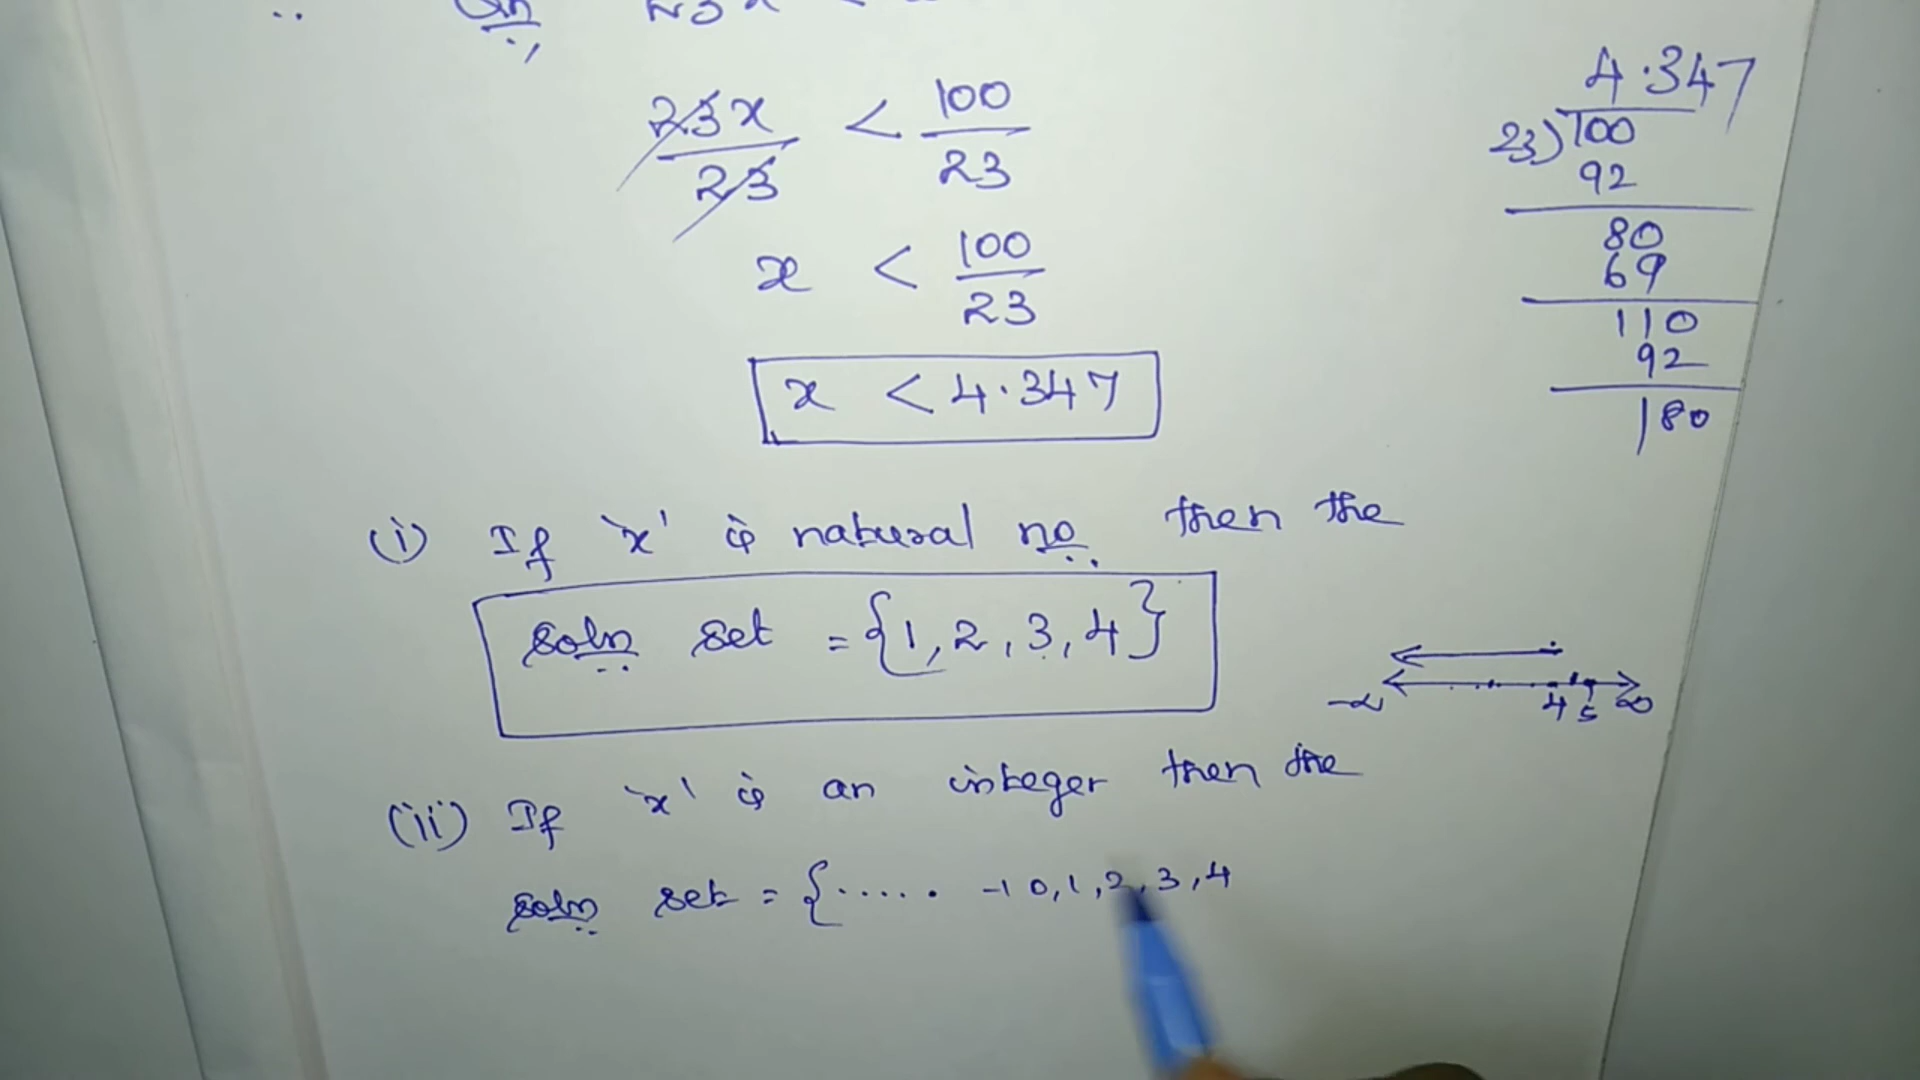 23x / 23 < 100 / 23
x < 100 / 23
x < 4.347
(i) If 'x' is natural no. then the
soln set = {1, 2, 3, 4}
(ii) If 'x' is an integer then the
soln set = {..... -1 0, 1, 2, 3, 4
4.347
23)100
92
80
69
110
92
180
-∞ 4 5 ∞